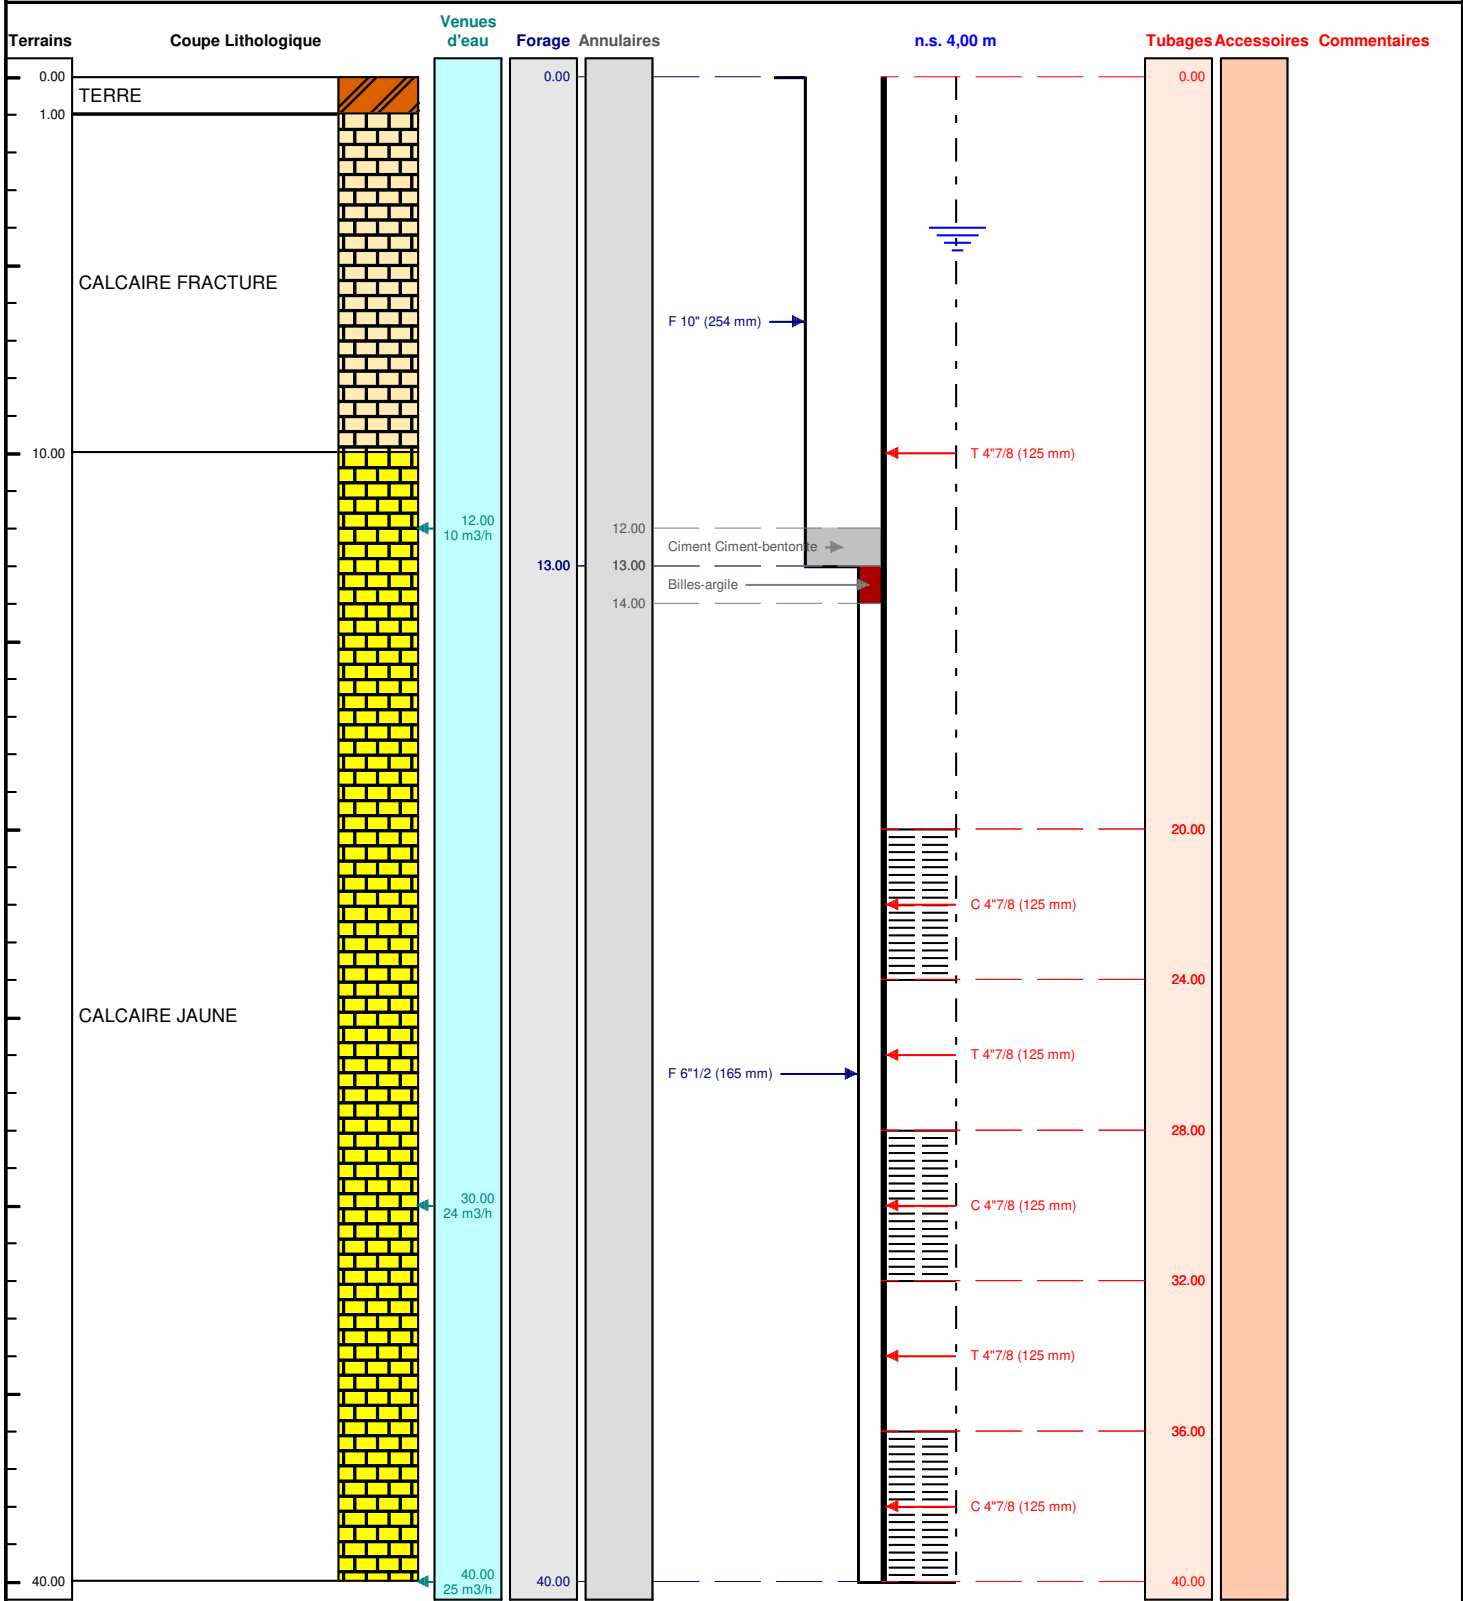 Venues
Terrains Coupe Lithologique d'eau Forage Annulaires n.s. 4,00 m Tubages Accessoires Commentaires
0.00 0.00 0.00
TERRE
1.00
CALCAIRE FRACTURE
F 10" (254 mm)
10.00 T 4"7/8 (125 mm)
12.00 12.00
10 m3/h
Ciment Ciment-bentonite
13.00 13.00
Billes-argile
14.00
20.00
C 4"7/8 (125 mm)
24.00
CALCAIRE JAUNE
T 4"7/8 (125 mm)
F 6"1/2 (165 mm)
28.00
30.00 C 4"7/8 (125 mm)
24 m3/h
32.00
T 4"7/8 (125 mm)
36.00
C 4"7/8 (125 mm)
40.00 40.00 40.00 40.00
25 m3/h